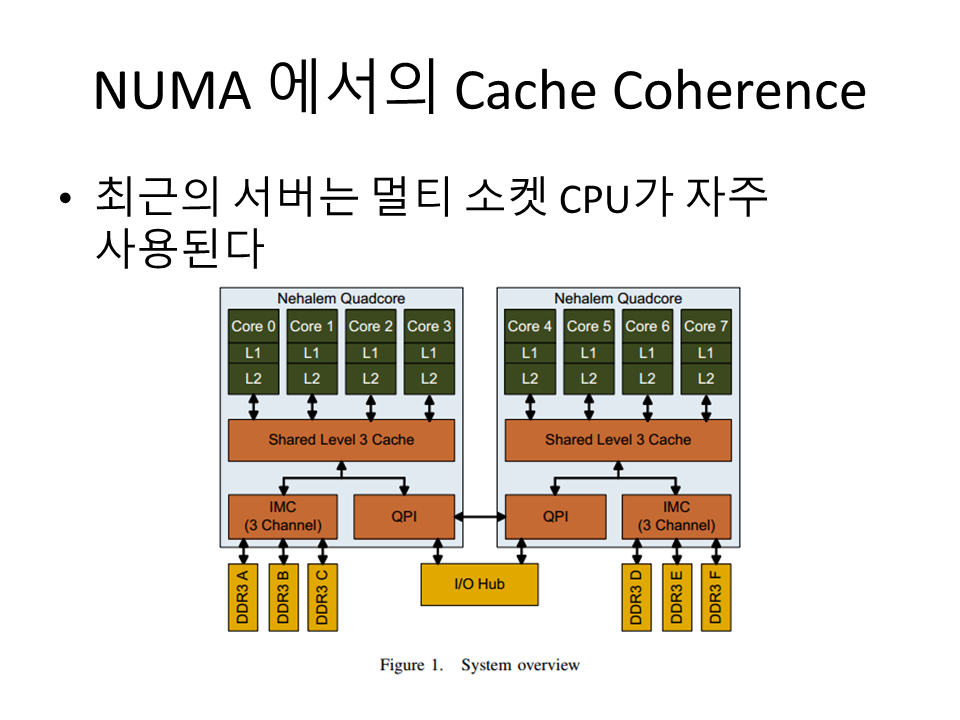 NUMA 에서의 Cache Coherence
• 최근의 서버는 멀티 소켓 CPU가 자주
사용된다
Nehalem Quadcore
Core 0 Core 1 Core 2 Core 3
L1 L1 L1 L1
L2 L2 L2 L2
Shared Level 3 Cache
IMC
(3 Channel)
QPI
DDR3 A DDR3 B DDR3 C
Nehalem Quadcore
Core 4 Core 5 Core 6 Core 7
L1 L1 L1 L1
L2 L2 L2 L2
Shared Level 3 Cache
QPI
IMC
(3 Channel)
I/O Hub
DDR3 D DDR3 E DDR3 F
Figure 1. System overview